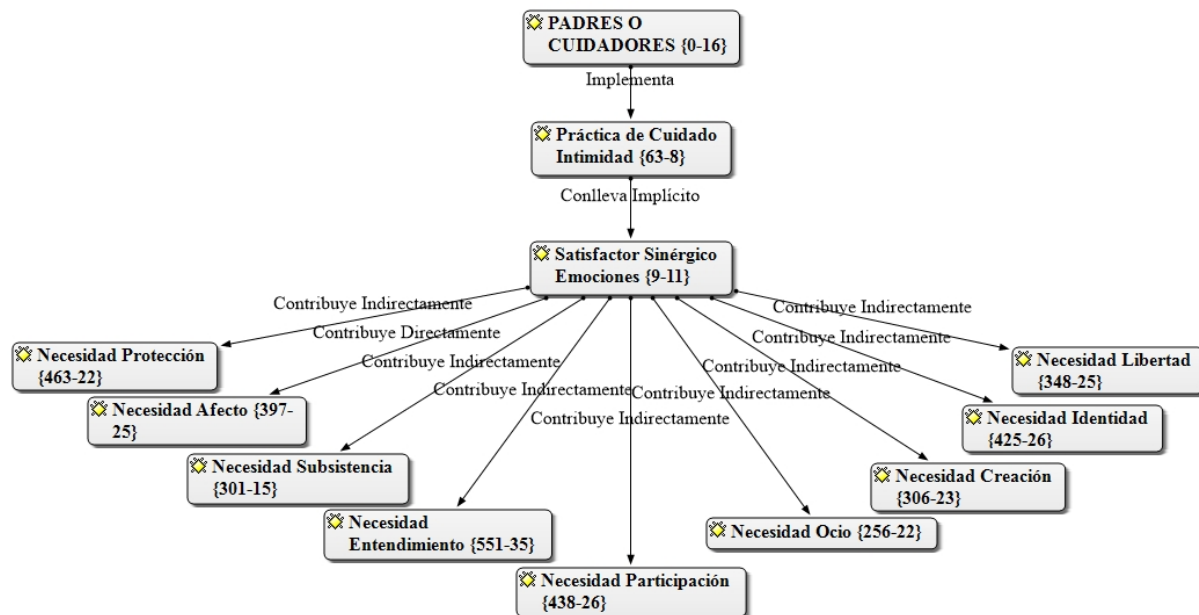 PADRES O
CUIDADORES {0-16}
Implementa
Práctica de Cuidado
Intimidad {63-8}
Conlleva Implícito
Satisfactor Sinérgico
Emociones {9-11}
Contribuye Indirectamente
Contribuye Indirectamente
Contribuye Directamente
Contribuye Indirectamente
Necesidad Protección
{463-22}
Contribuye Indirectamente
Contribuye Indirectamente
Necesidad Libertad
{348-25}
Contribuye Indirectamente
Contribuye Indirectamente
Necesidad Afecto {397-
25}
Contribuye Indirectamente
Necesidad Identidad
{425-26}
Necesidad Subsistencia
{301-15}
Necesidad Creación
{306-23}
Necesidad
Entendimiento {551-35}
Necesidad Ocio {256-22}
Necesidad Participación
{438-26}